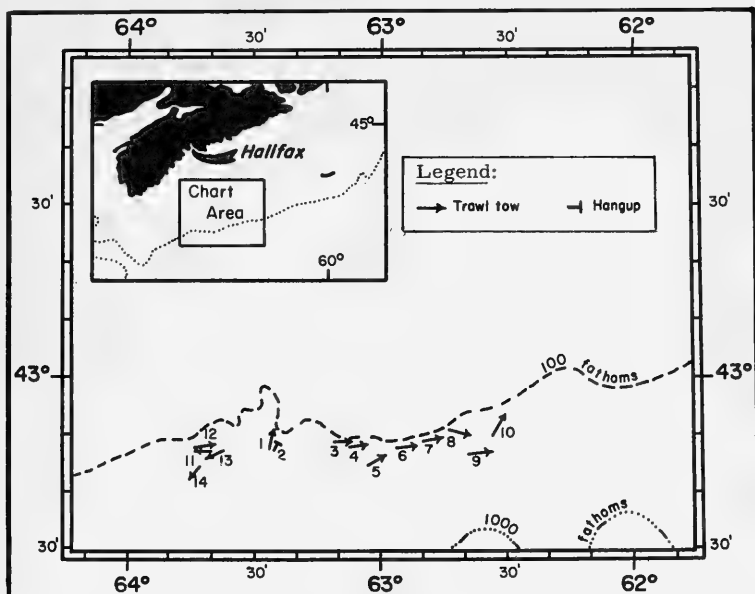 64° 30' 63° 30' 62°
45°
Halifax
Chart
Area
60°
Legend:
Trawl tow Hangup
30' 30'
43° 43°
100 fathoms
12
11 13
14
1 2
3 4 5 6 7 8 9 10
1000 fathoms
30' 30'
64° 30' 63° 30' 62°